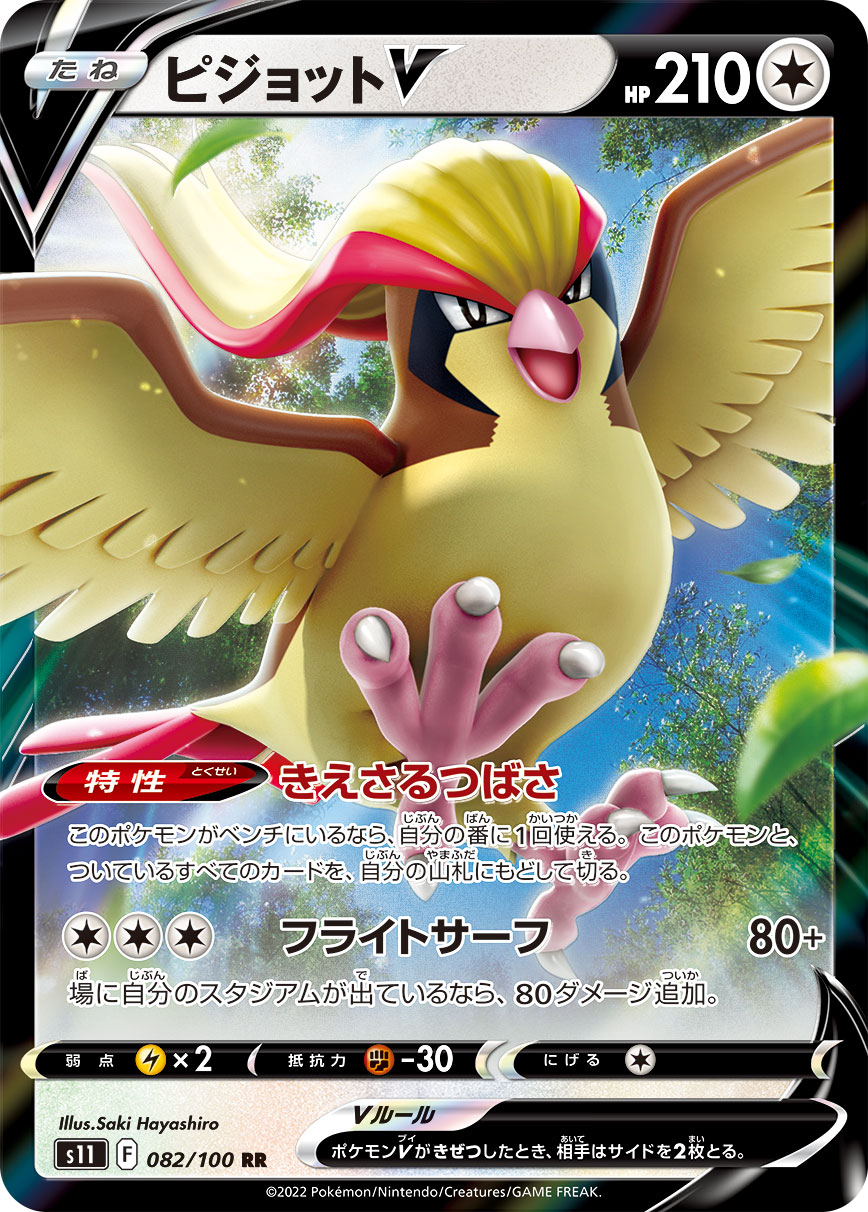 たね ピジョットV HP 210
特性 とくせい きえさるつばさ
このポケモンがベンチにいるなら、自分の番に1回使える。このポケモンと、
ついているすべてのカードを、自分の山札にもどして切る。
フライトサーフ 80+
場に自分のスタジアムが出ているなら、80ダメージ追加。
弱点 ×2 抵抗力 -30 にげる
Illus.Saki Hayashiro
Vルール
ポケモンVがきぜつしたとき、相手はサイドを2枚とる。
s11 F 082/100 RR
©2022 Pokémon/Nintendo/Creatures/GAME FREAK.